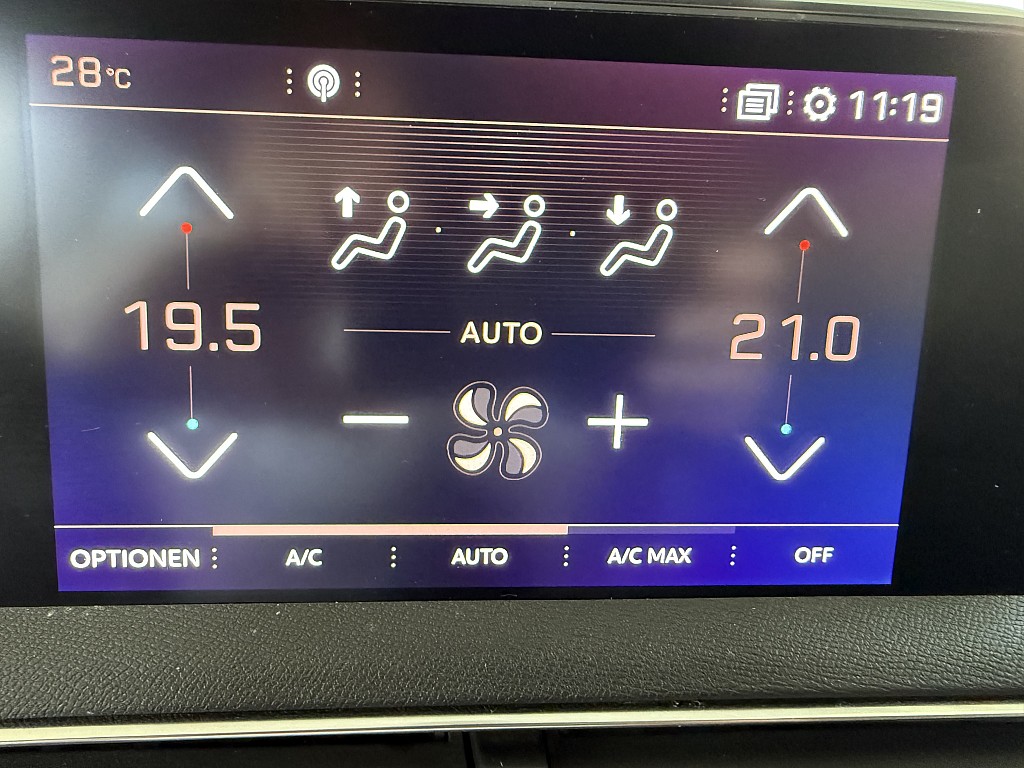 28°C 11:19
19.5 AUTO 21.0
OPTIONEN A/C AUTO A/C MAX OFF